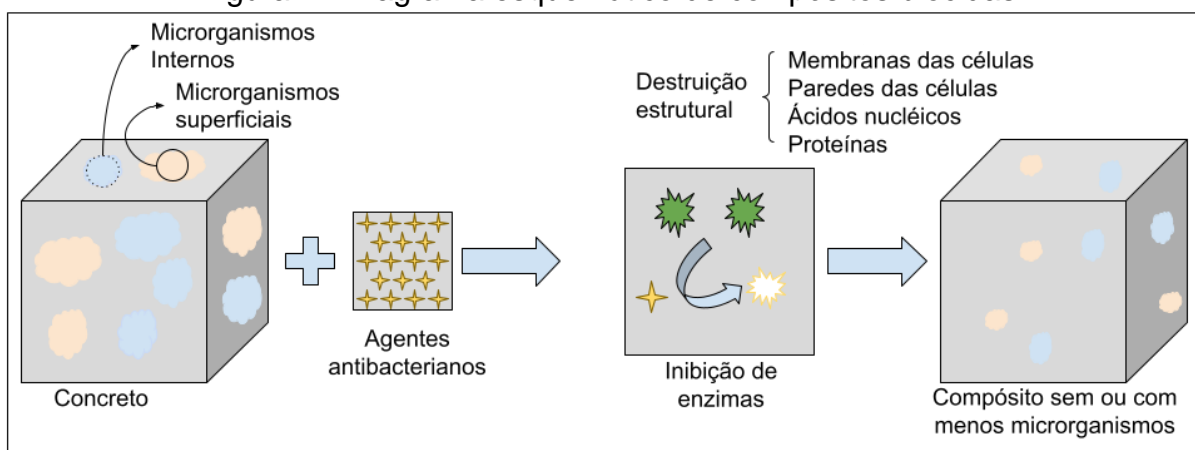 Microrganismos
Internos
Microrganismos
superficiais
Concreto
Agentes
antibacterianos
Destruição
estrutural
Membranas das células
Paredes das células
Ácidos nucléicos
Proteínas
Inibição de
enzimas
Compósito sem ou com
menos microrganismos